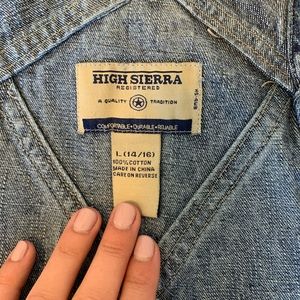 HIGH SIERRA
REGISTERED
A QUALITY TRADITION
COMFORTABLE • DURABLE • RELIABLE
L (14/16)
100% COTTON
MADE IN CHINA
CARE ON REVERSE